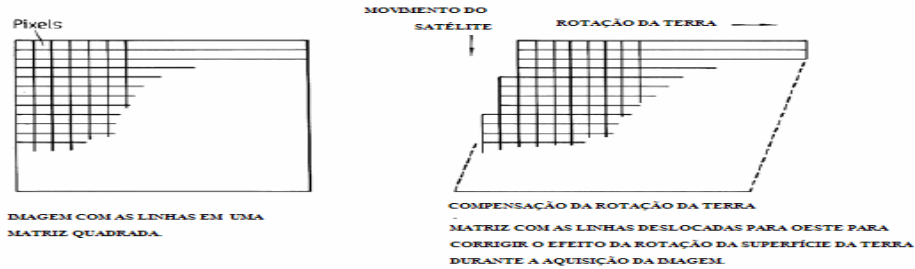 Pixels
IMAGEM COM AS LINHAS EM UMA
MATRIZ QUADRADA.
MOVIMENTO DO
SATÉLITE
ROTAÇÃO DA TERRA
COMPENSAÇÃO DA ROTAÇÃO DA TERRA
MATRIZ COM AS LINHAS DESLOCADAS PARA OESTE PARA
CORRIGIR O EFEITO DA ROTAÇÃO DA SUPERFÍCIE DA TERRA
DURANTE A AQUISIÇÃO DA IMAGEM.